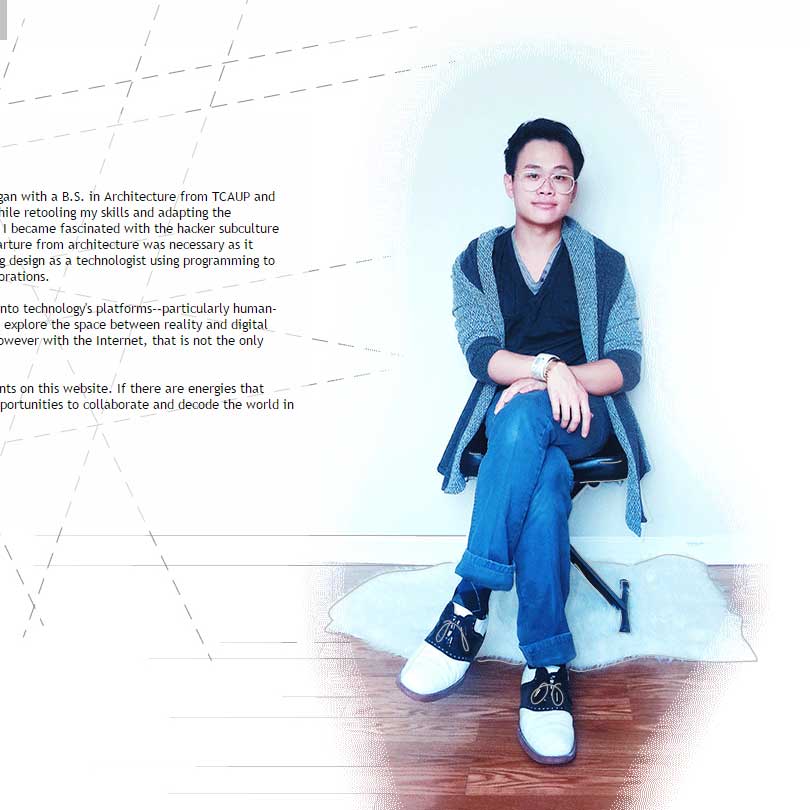 gan with a B.S. in Architecture from TCAUP and
hile retooling my skills and adapting the
I became fascinated with the hacker subculture
arture from architecture was necessary as it
g design as a technologist using programming to
orations.
nto technology's platforms--particularly human-
explore the space between reality and digital
owever with the Internet, that is not the only
nts on this website. If there are energies that
portunities to collaborate and decode the world in